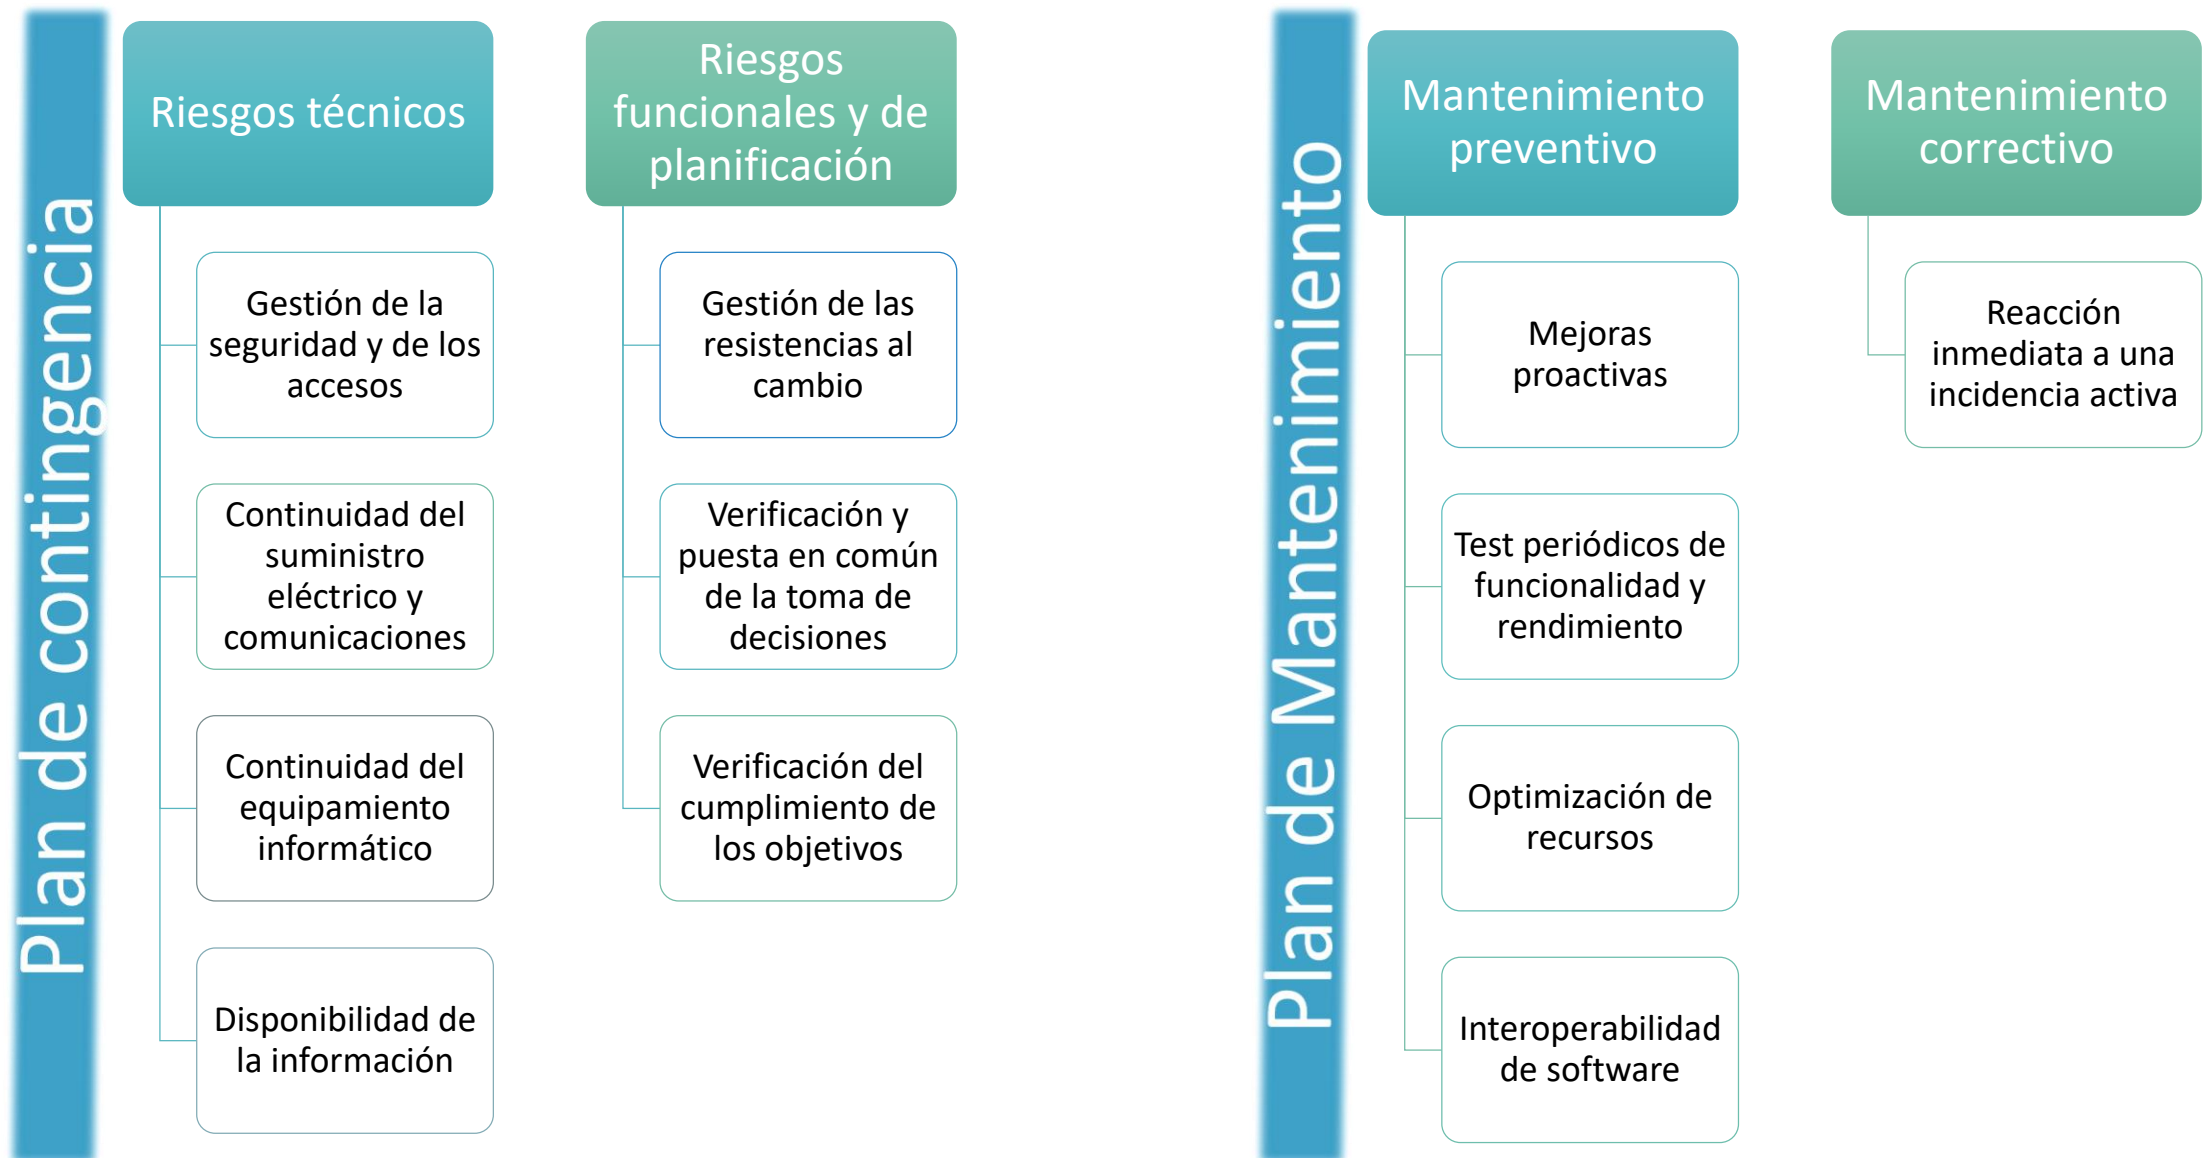 Plan de contingencia
Riesgos técnicos
Gestión de la
seguridad y de los
accesos
Continuidad del
suministro
eléctrico y
comunicaciones
Continuidad del
equipamiento
informático
Disponibilidad de
la información
Riesgos
funcionales y de
planificación
Gestión de las
resistencias al
cambio
Verificación y
puesta en común
de la toma de
decisiones
Verificación del
cumplimiento de
los objetivos
Plan de Mantenimiento
Mantenimiento
preventivo
Mejoras
proactivas
Test periódicos de
funcionalidad y
rendimiento
Optimización de
recursos
Interoperabilidad
de software
Mantenimiento
correctivo
Reacción
inmediata a una
incidencia activa